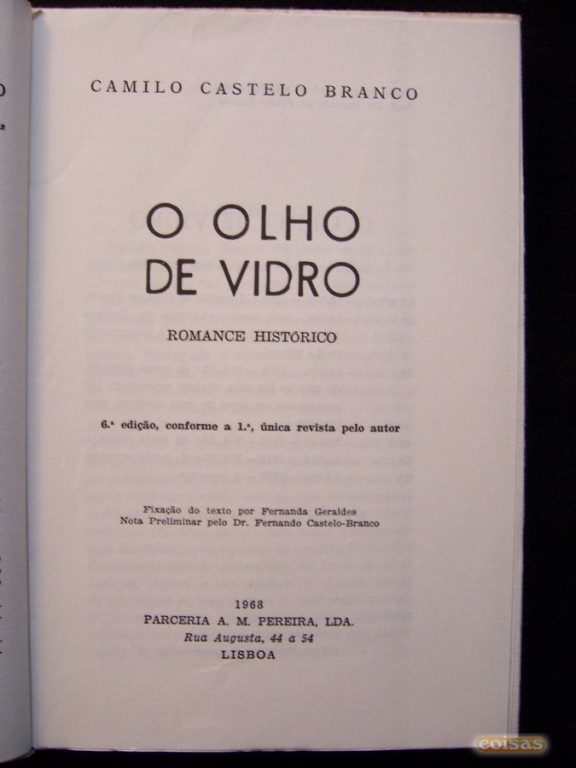 CAMILO CASTELO BRANCO
O OLHO
DE VIDRO
ROMANCE HISTÓRICO
6.ª edição, conforme a 1.ª, única revista pelo autor
Fixação do texto por Fernanda Geraldes
Nota Preliminar pelo Dr. Fernando Castelo-Branco
1968
PARCERIA A. M. PEREIRA, LDA.
Rua Augusta, 44 a 54
LISBOA
coisas